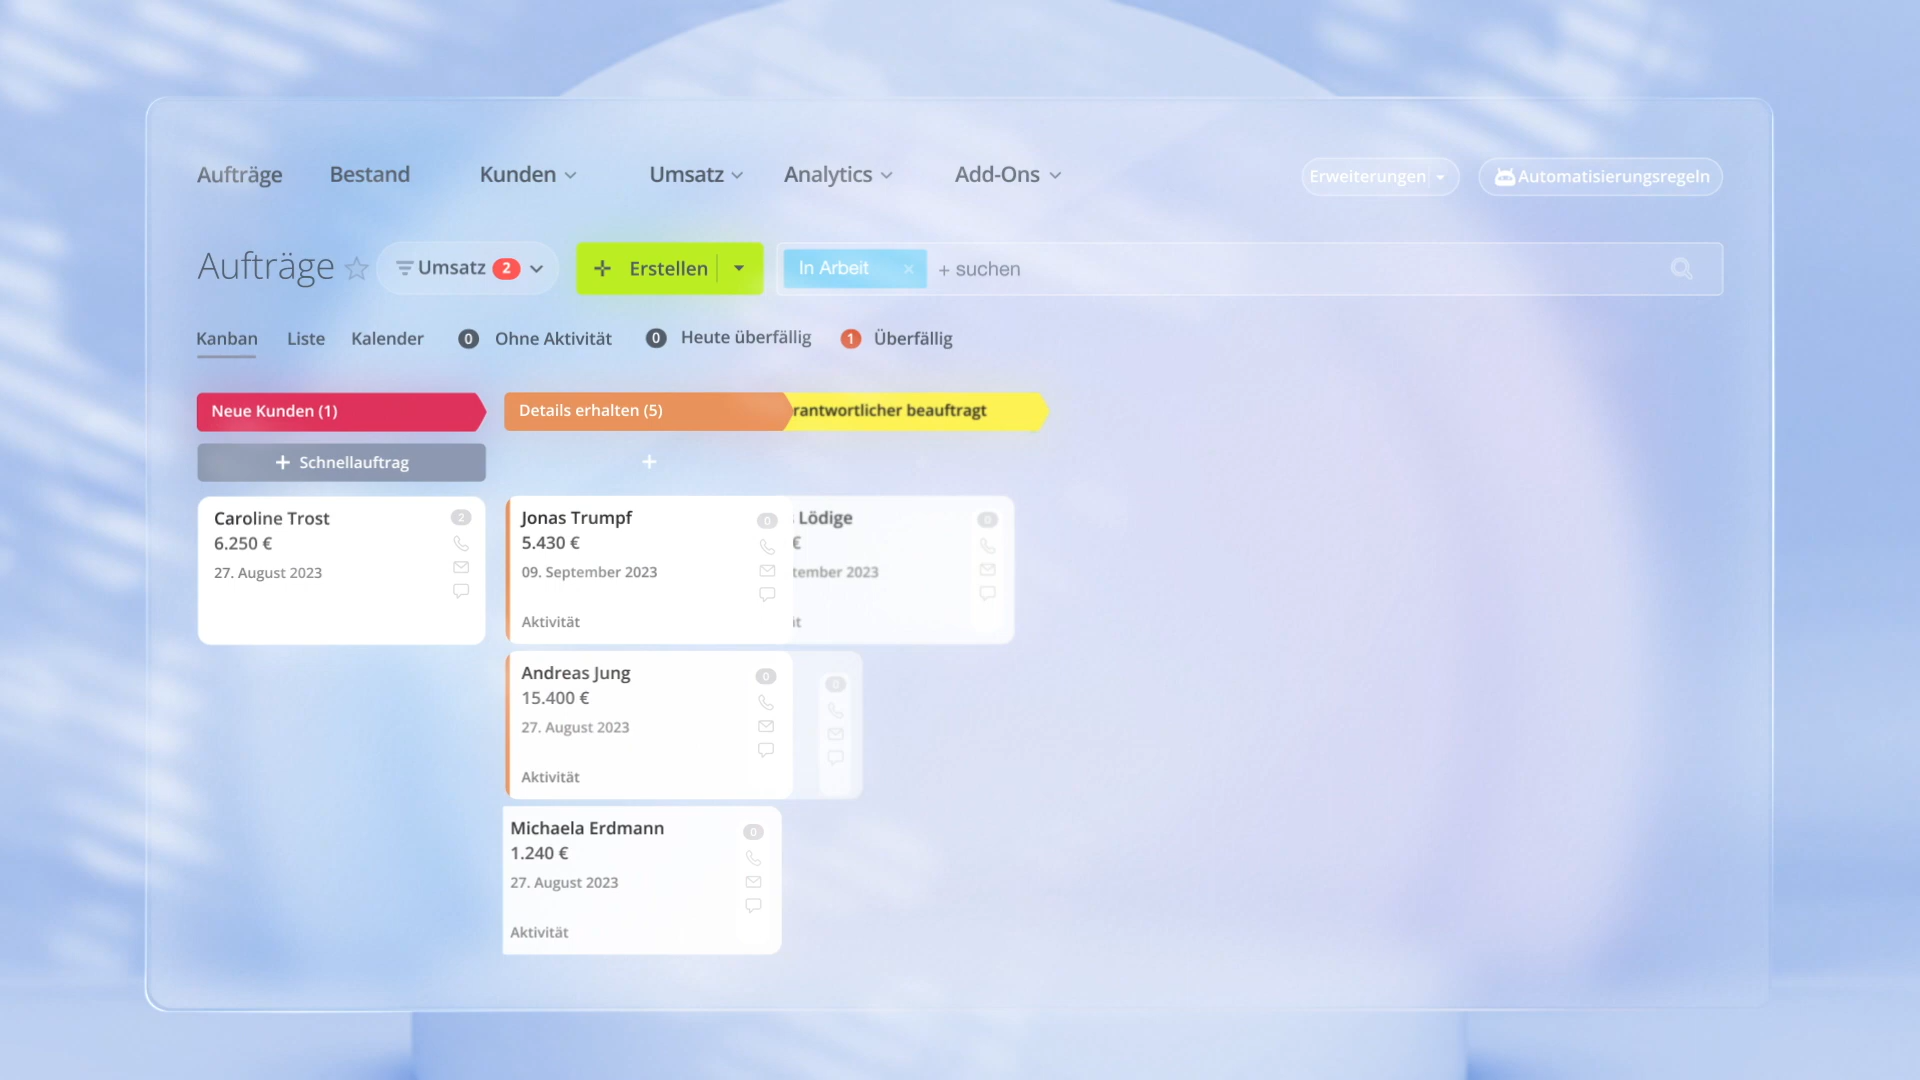 Aufträge Bestand Kunden Umsatz Analytics Add-Ons Erweiterungen Automatisierungsregeln
Aufträge Umsatz 2 Erstellen In Arbeit × + suchen
Kanban Liste Kalender 0 Ohne Aktivität 0 Heute überfällig 1 Überfällig
Neue Kunden (1) Details erhalten (5) rantwortlicher beauftragt
+ Schnellauftrag +
Caroline Trost 2
6.250 €
27. August 2023
Jonas Trumpf 0
5.430 €
09. September 2023
Aktivität
Lödige 0
€
tember 2023
ät
Andreas Jung 0
15.400 €
27. August 2023
Aktivität
0
Michaela Erdmann 0
1.240 €
27. August 2023
Aktivität